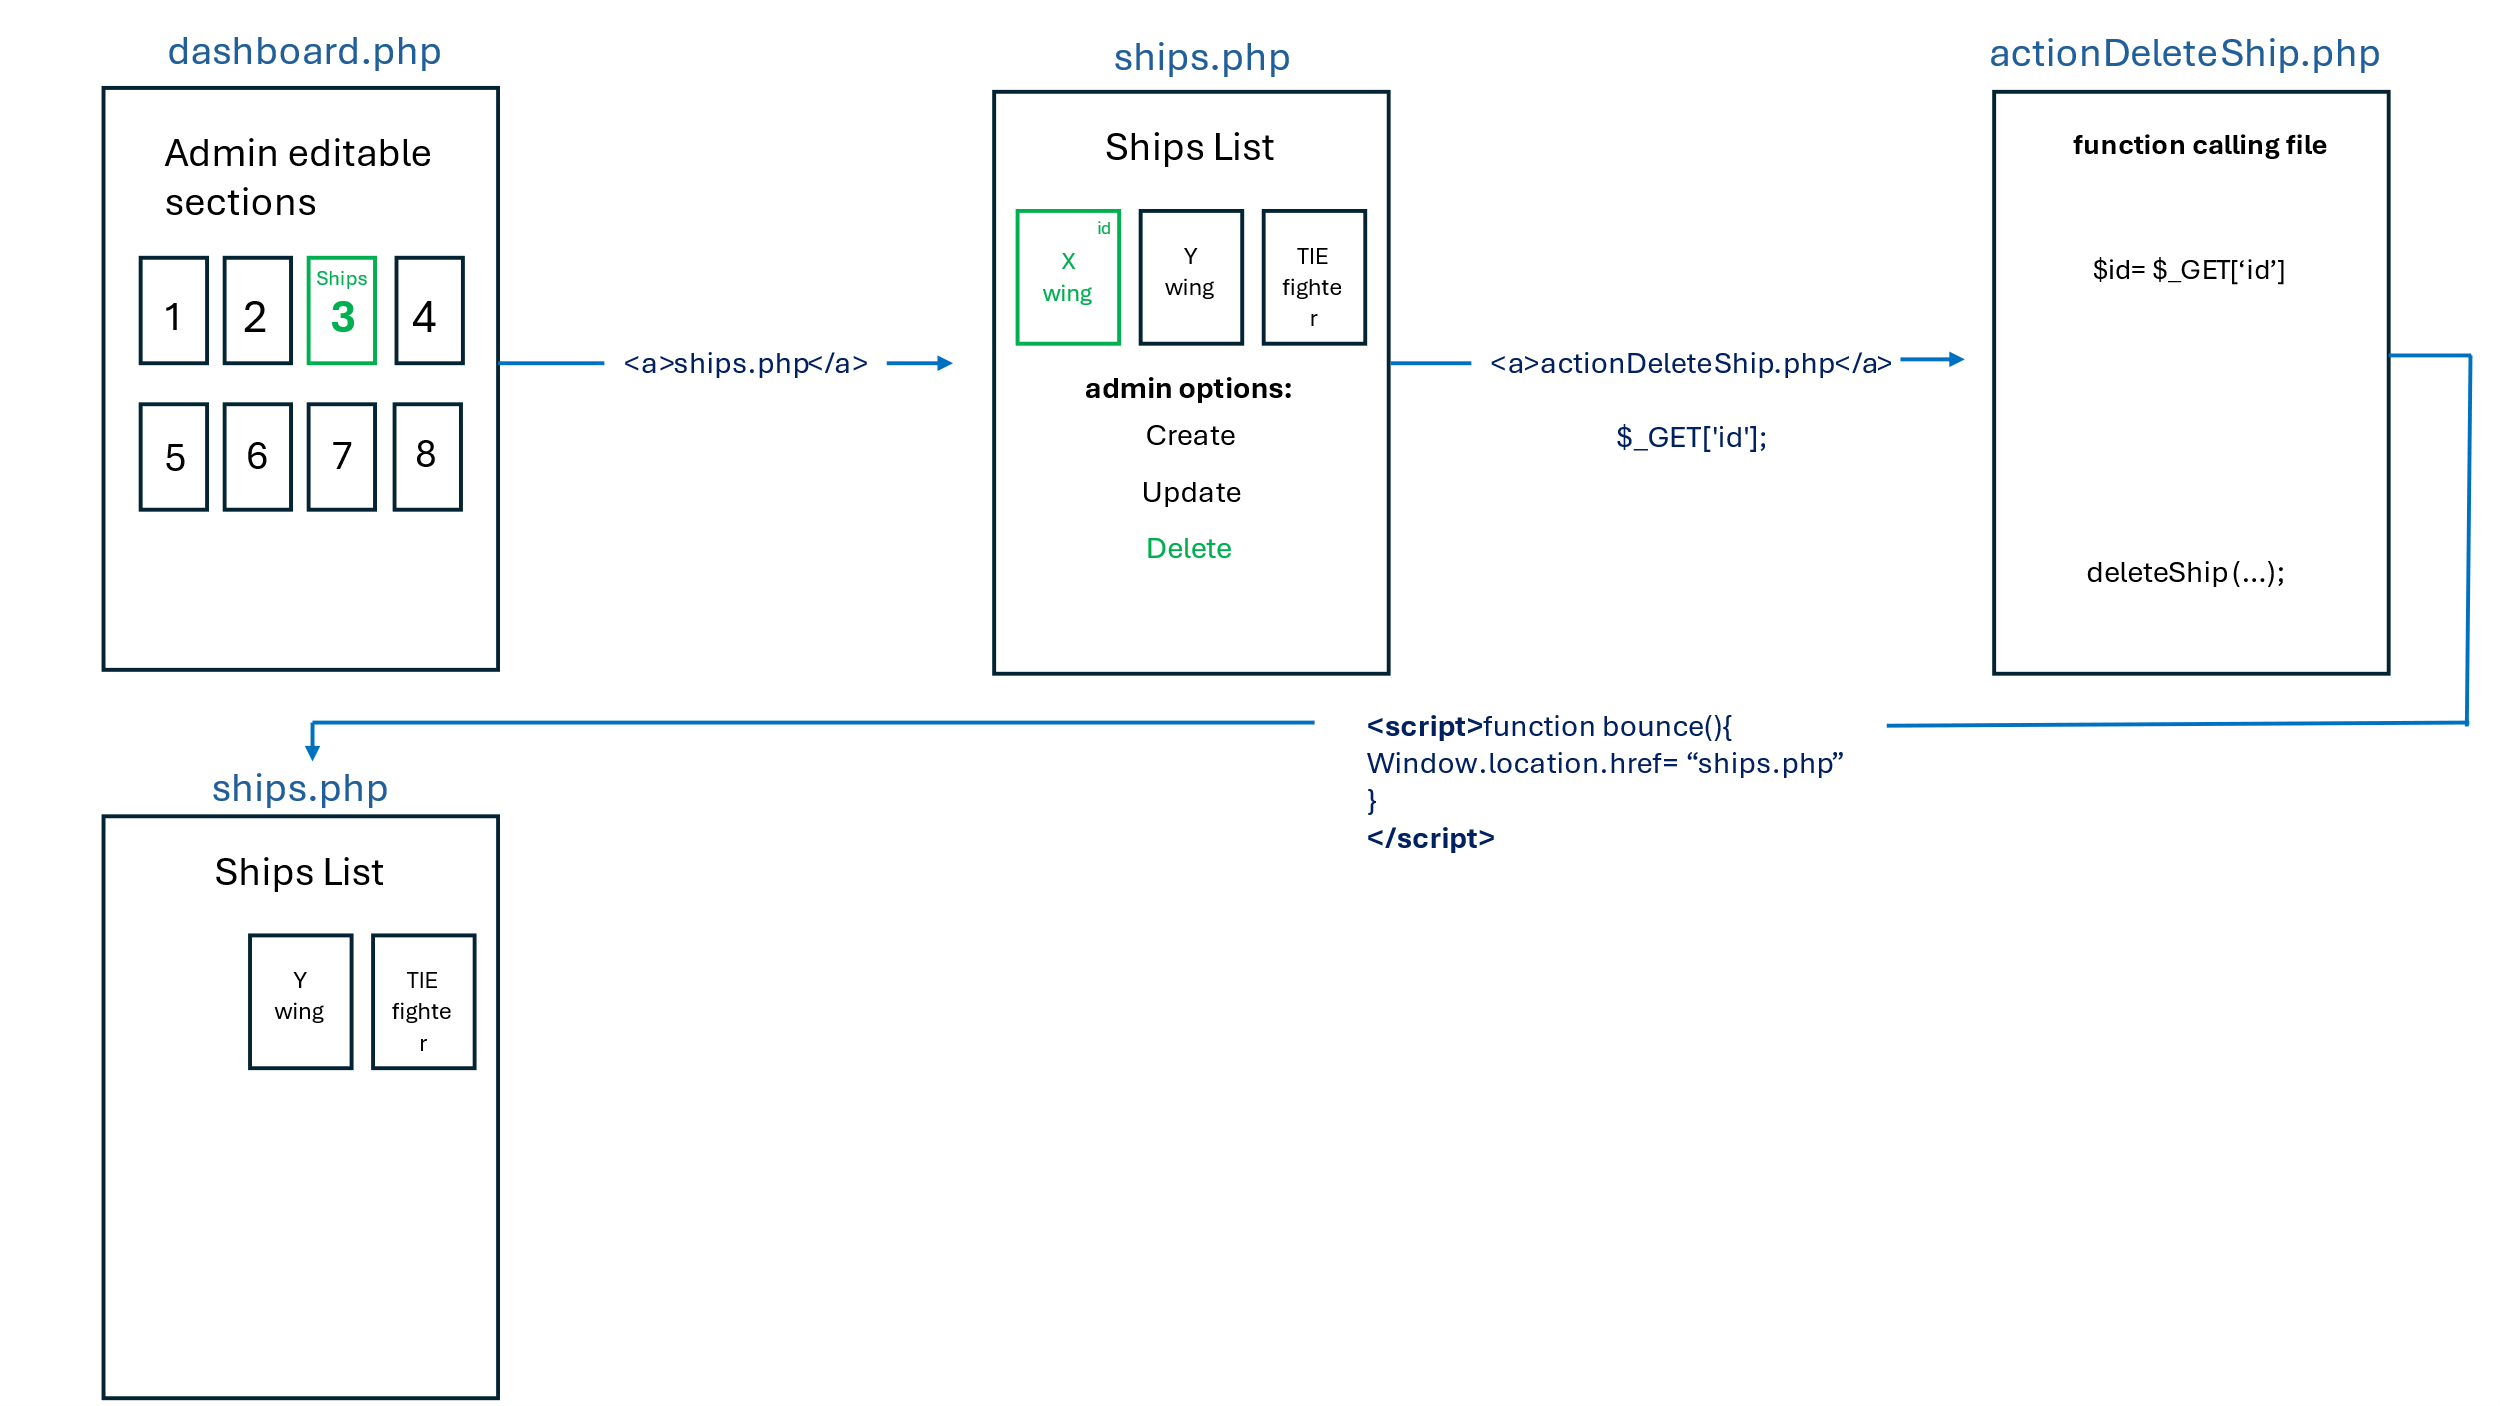 dashboard.php
Admin editable
sections
1
2
Ships
3
4
5
6
7
8
<a>ships.php</a>
ships.php
Ships List
id
X
wing
Y
wing
TIE
fighte
r
admin options:
Create
Update
Delete
<a>actionDeleteShip.php</a>
$_GET['id'];
actionDeleteShip.php
function calling file
$id= $_GET[‘id’]
deleteShip(...);
<script>function bounce(){
Window.location.href= “ships.php”
}
</script>
ships.php
Ships List
Y
wing
TIE
fighte
r